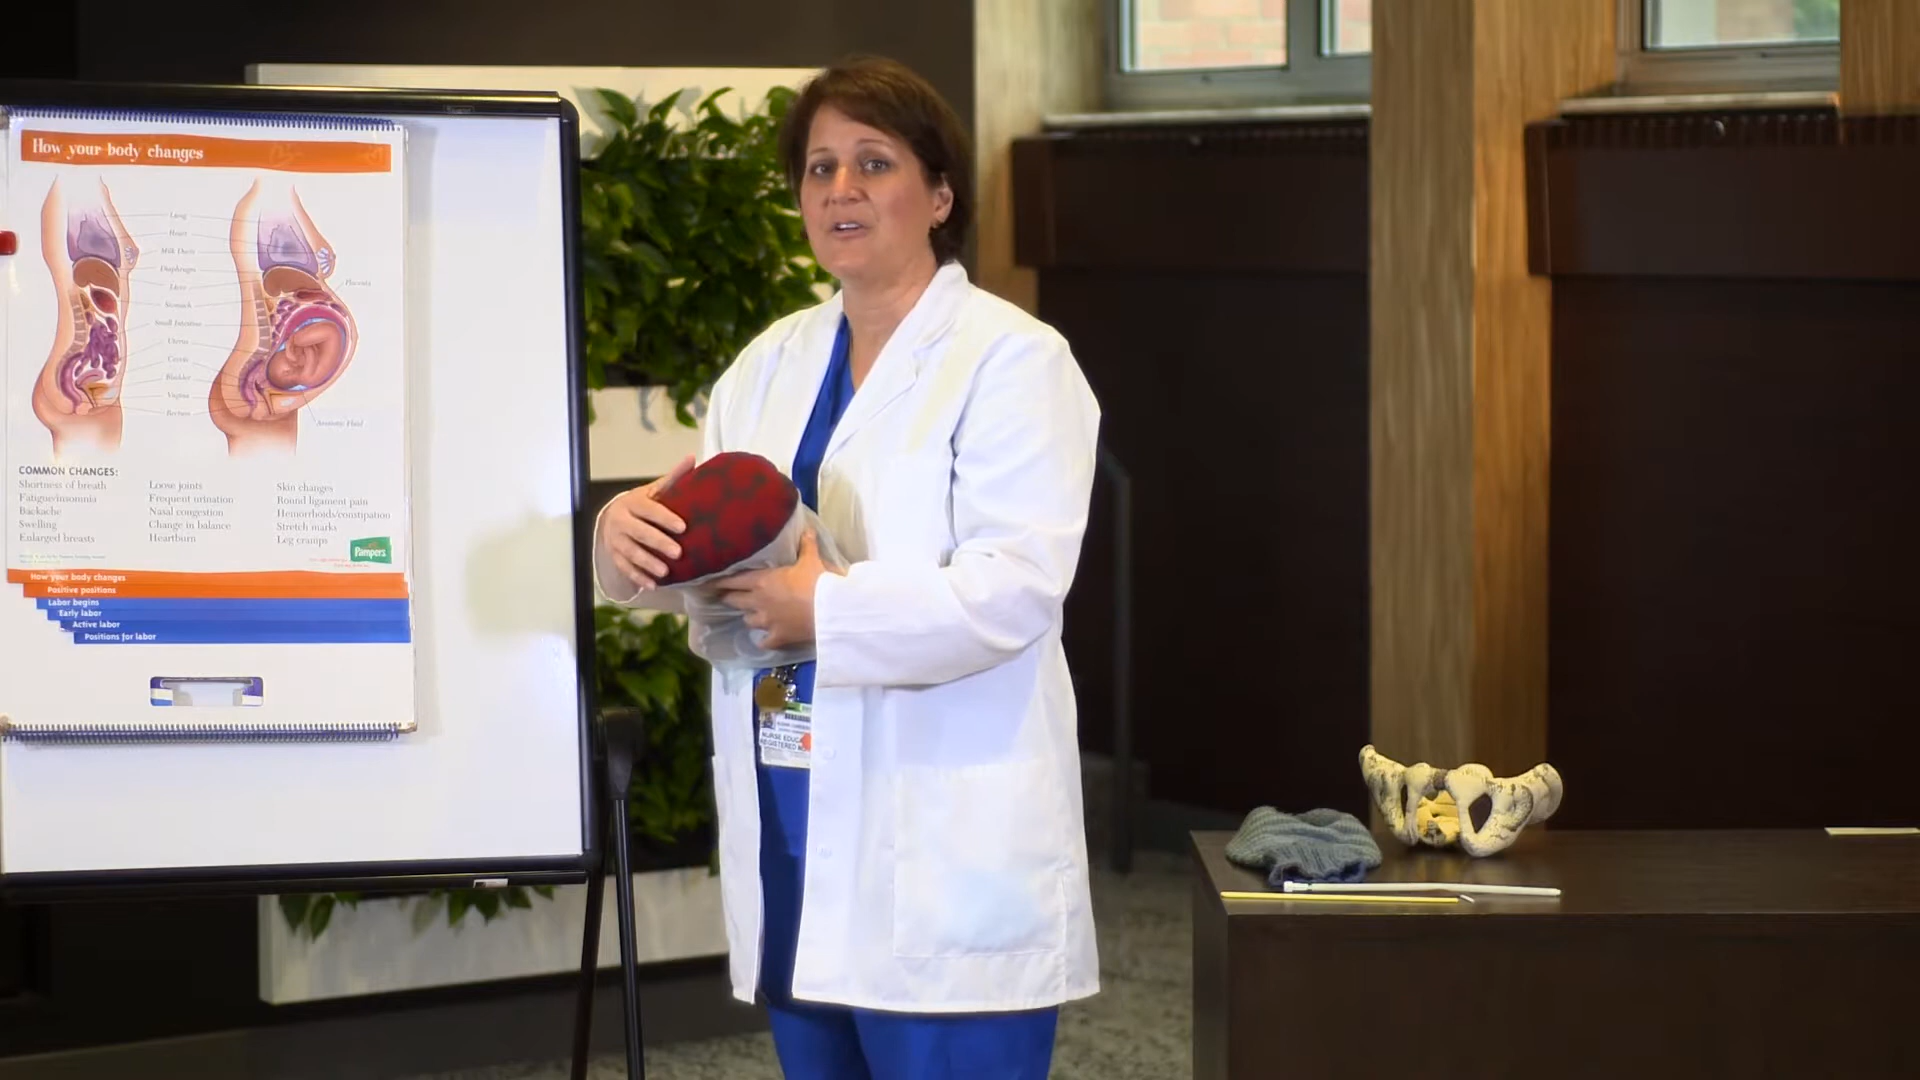 How your body changes
Lung
Heart
Milk Ducts
Diaphragm
Liver
Stomach
Small Intestine
Uterus
Cervix
Bladder
Vagina
Rectum
Placenta
Amniotic Fluid
COMMON CHANGES:
Shortness of breath
Fatigue/insomnia
Backache
Swelling
Enlarged breasts
Loose joints
Frequent urination
Nasal congestion
Change in balance
Heartburn
Skin changes
Round ligament pain
Hemorrhoids/constipation
Stretch marks
Leg cramps
Pampers
How your body changes
Positive positions
Labor begins
Early labor
Active labor
Positions for labor
NURSE
REGISTERED